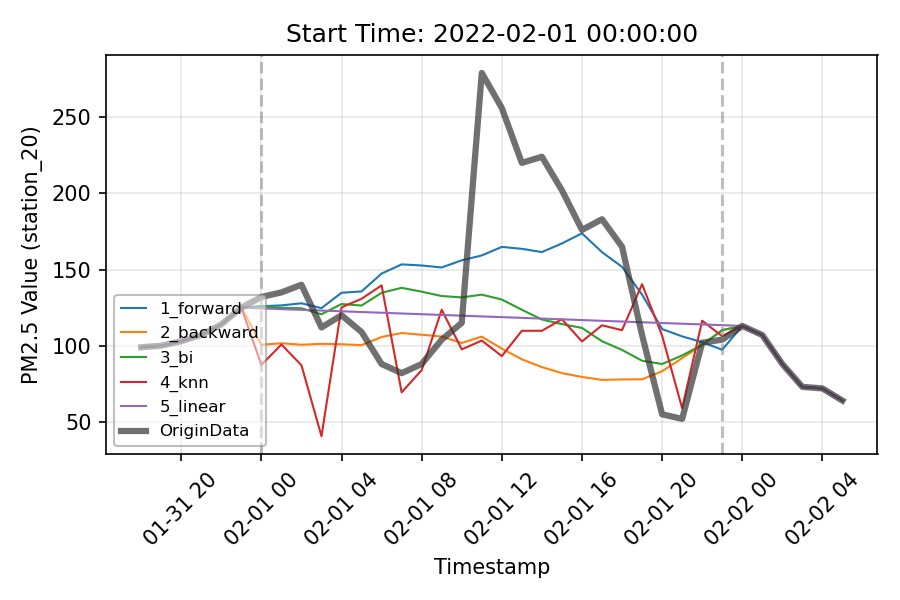 Start Time: 2022-02-01 00:00:00
PM2.5 Value (station_20)
250
200
150
100
50
1_forward
2_backward
3_bi
4_knn
5_linear
OriginData
01-31 20
02-01 00
02-01 04
02-01 08
02-01 12
02-01 16
02-01 20
02-02 00
02-02 04
Timestamp